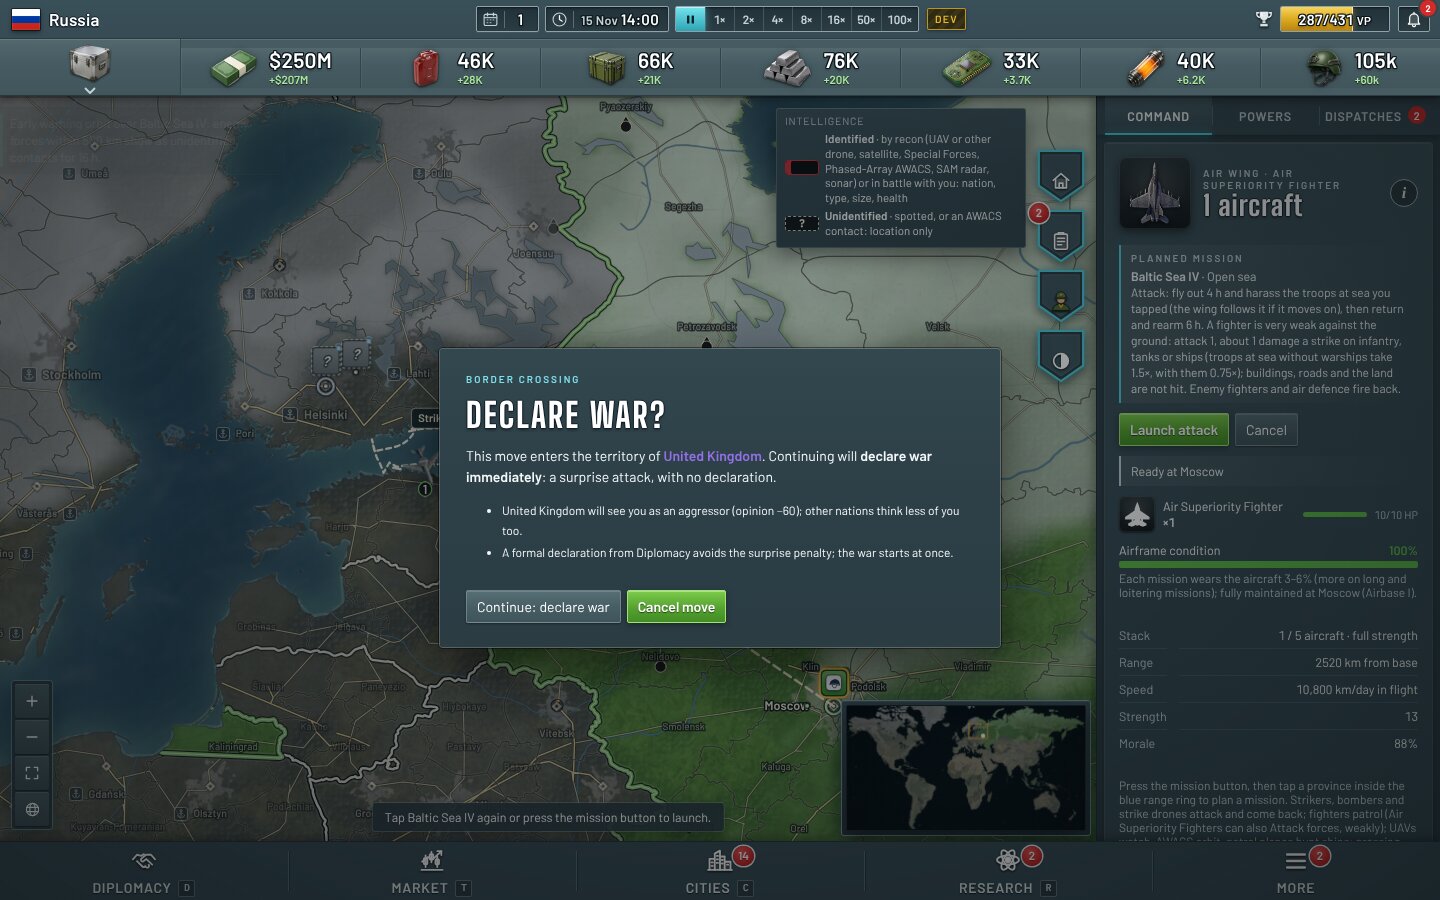 Russia
1
15 Nov 14:00
1×
2×
4×
8×
16×
50×
100×
DEV
287/431 VP
2
$250M
+$207M
46K
+28K
66K
+21K
76K
+20K
33K
+3.7K
40K
+6.2K
105k
+60k
Pyaozerskiy
Umeå
Oulu
Segezha
Joensuu
Kokkola
Petrozavodsk
Velsk
Stockholm
Lahti
Helsinki
Pori
Strik
1
Västerås
Harju
Nelidovo
Klin
Vladimir
Podolsk
Moscow
Smolensk
Kaluga
Orel
Vitebsk
Hlybokaye
Pastavy
Panevėžio
Jelgava
Kaliningrad
Vilniaus
Gdańsk
Olsztyn
INTELLIGENCE
Identified · by recon (UAV or other
drone, satellite, Special Forces,
Phased-Array AWACS, SAM radar,
sonar) or in battle with you: nation,
type, size, health
?
Unidentified · spotted, or an AWACS
contact: location only
2
?
?
BORDER CROSSING
DECLARE WAR?
This move enters the territory of United Kingdom. Continuing will declare war
immediately: a surprise attack, with no declaration.
• United Kingdom will see you as an aggressor (opinion −60); other nations think less of you
too.
• A formal declaration from Diplomacy avoids the surprise penalty; the war starts at once.
Continue: declare war
Cancel move
Tap Baltic Sea IV again or press the mission button to launch.
COMMAND
POWERS
DISPATCHES 2
AIR WING · AIR
SUPERIORITY FIGHTER
1 aircraft
i
PLANNED MISSION
Baltic Sea IV · Open sea
Attack: fly out 4 h and harass the troops at sea you
tapped (the wing follows it if it moves on), then return
and rearm 6 h. A fighter is very weak against the
ground: attack 1, about 1 damage a strike on infantry,
tanks or ships (troops at sea without warships take
1.5×, with them 0.75×); buildings, roads and the land
are not hit. Enemy fighters and air defence fire back.
Launch attack
Cancel
Ready at Moscow
Air Superiority Fighter
×1
10/10 HP
Airframe condition
100%
Each mission wears the aircraft 3–6% (more on long and
loitering missions); fully maintained at Moscow (Airbase I).
Stack
1 / 5 aircraft · full strength
Range
2520 km from base
Speed
10,800 km/day in flight
Strength
13
Morale
88%
Press the mission button, then tap a province inside the
blue range ring to plan a mission. Strikers, bombers and
strike drones attack and come back; fighters patrol (Air
Superiority Fighters can also Attack forces, weakly); UAVs
DIPLOMACY D
MARKET T
CITIES C
14
RESEARCH R
2
MORE
2